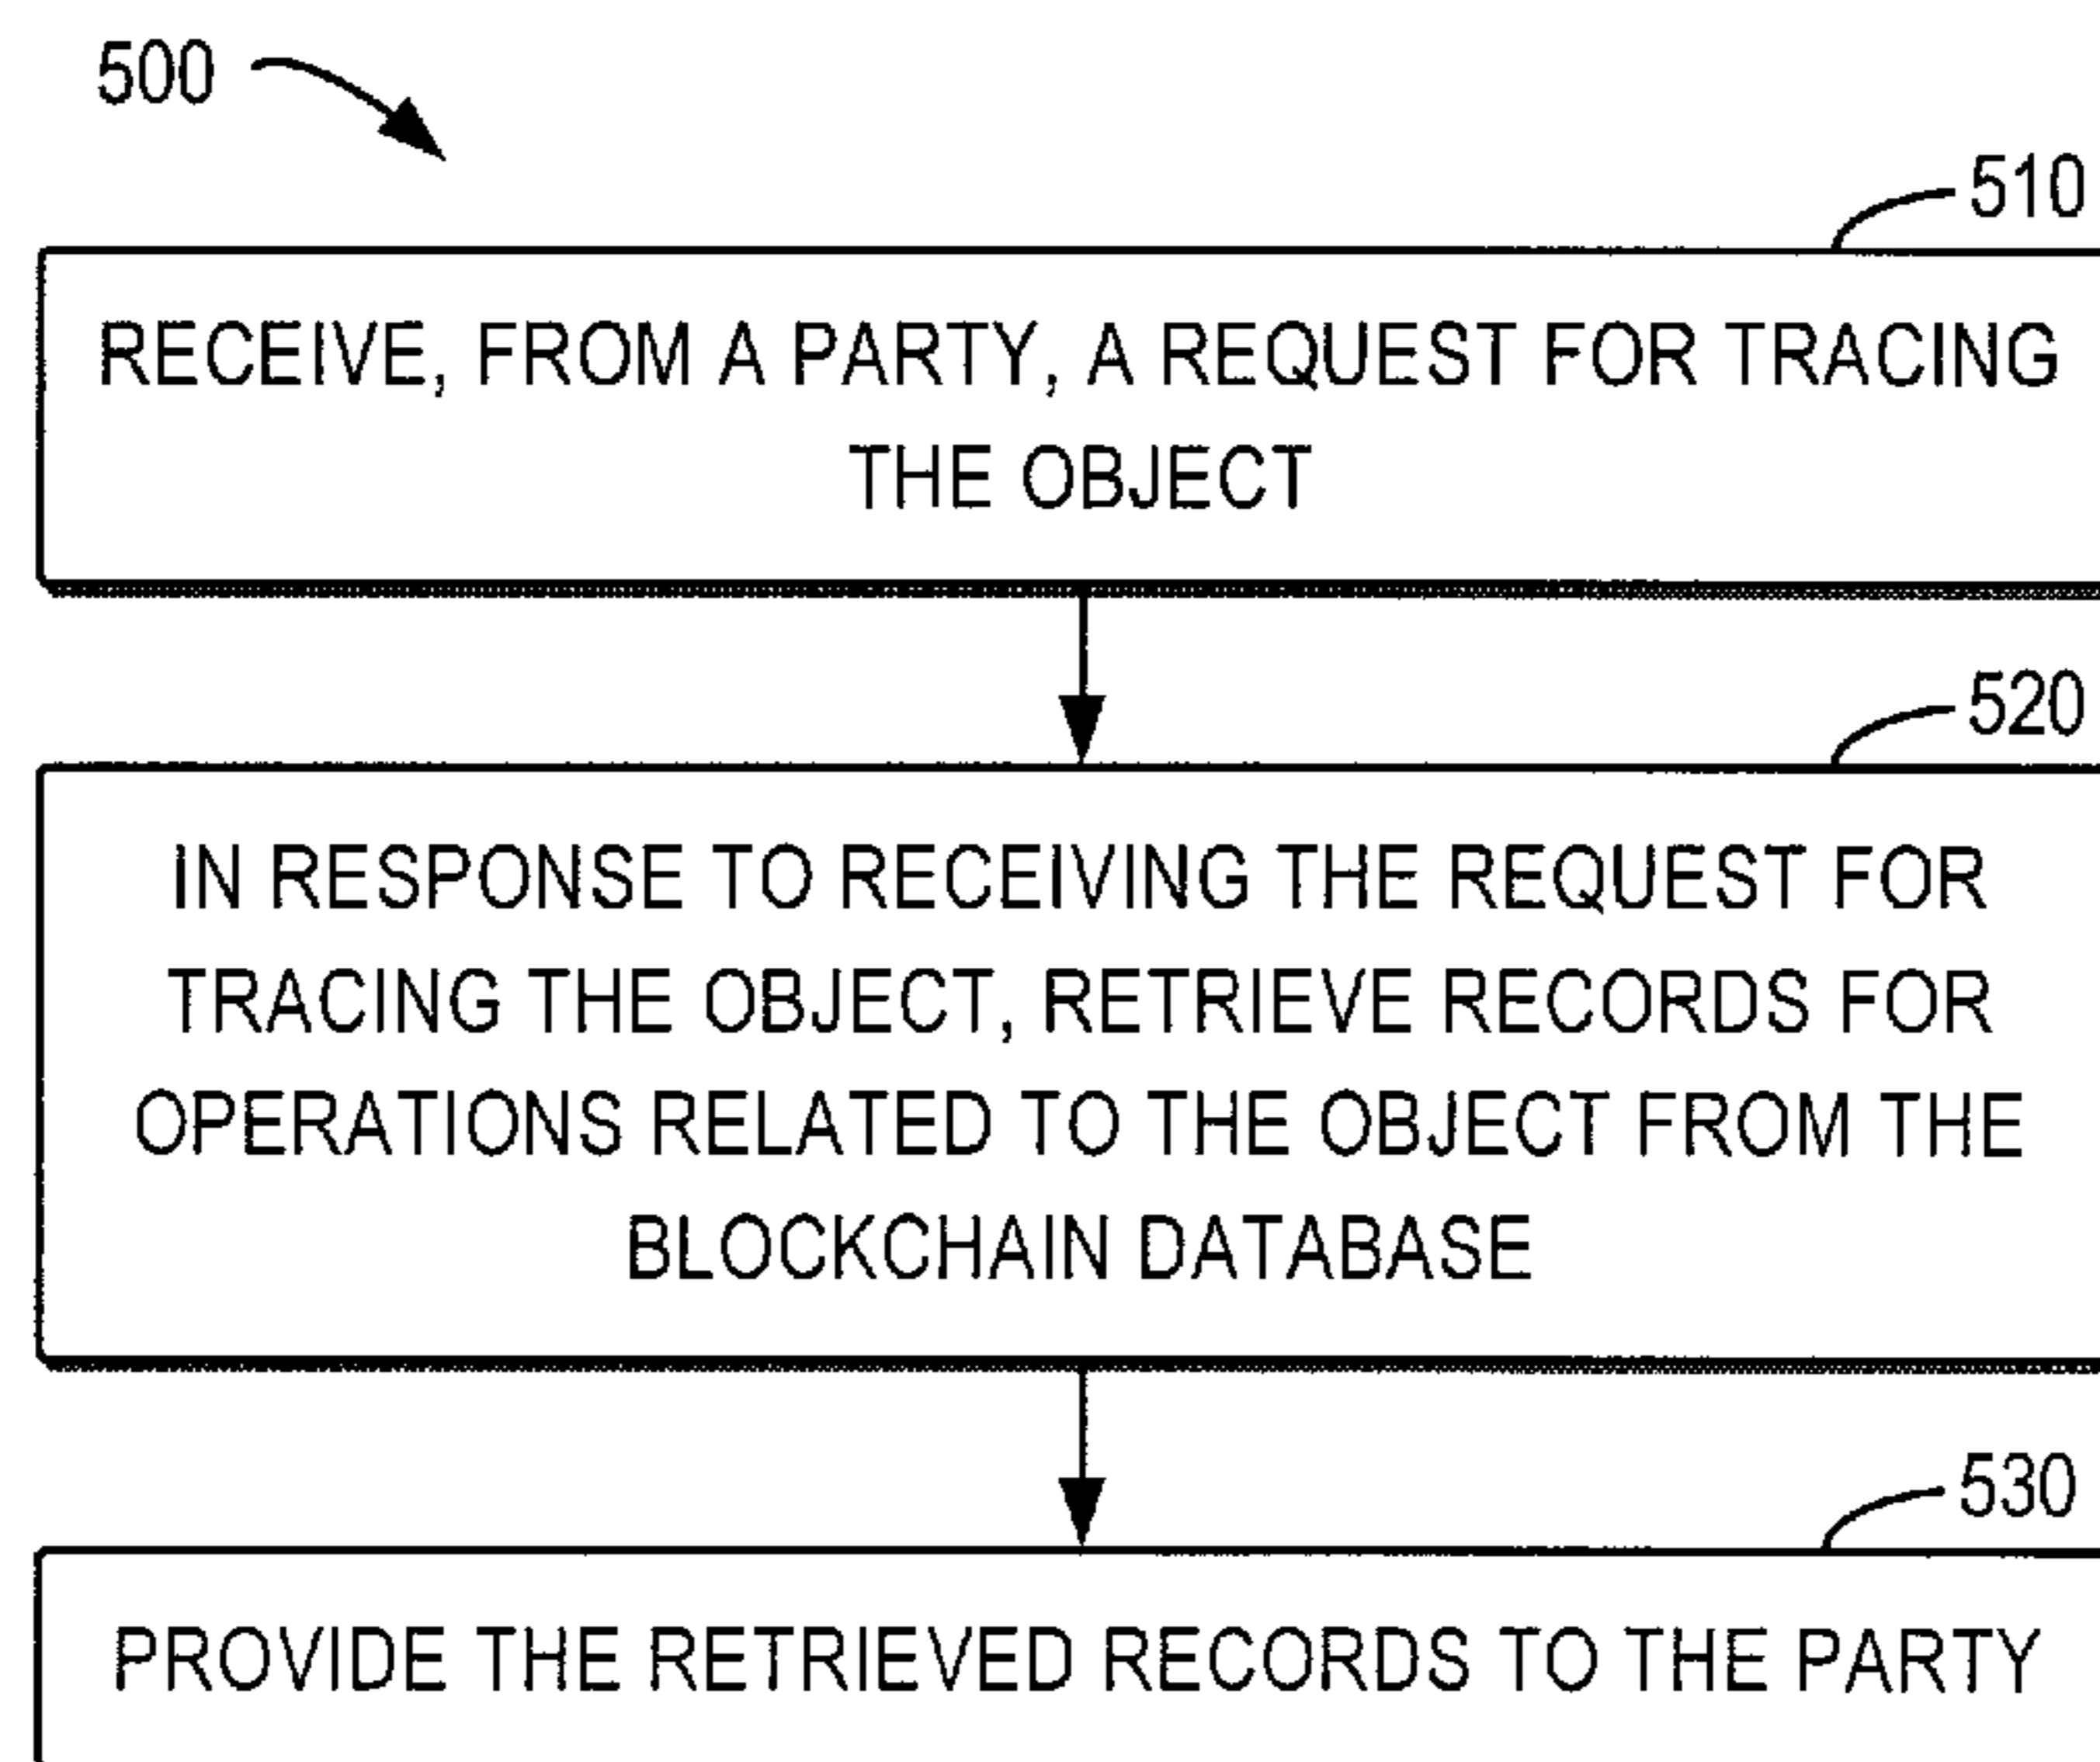 500
510
RECEIVE, FROM A PARTY, A REQUEST FOR TRACING
THE OBJECT
520
IN RESPONSE TO RECEIVING THE REQUEST FOR
TRACING THE OBJECT, RETRIEVE RECORDS FOR
OPERATIONS RELATED TO THE OBJECT FROM THE
BLOCKCHAIN DATABASE
530
PROVIDE THE RETRIEVED RECORDS TO THE PARTY